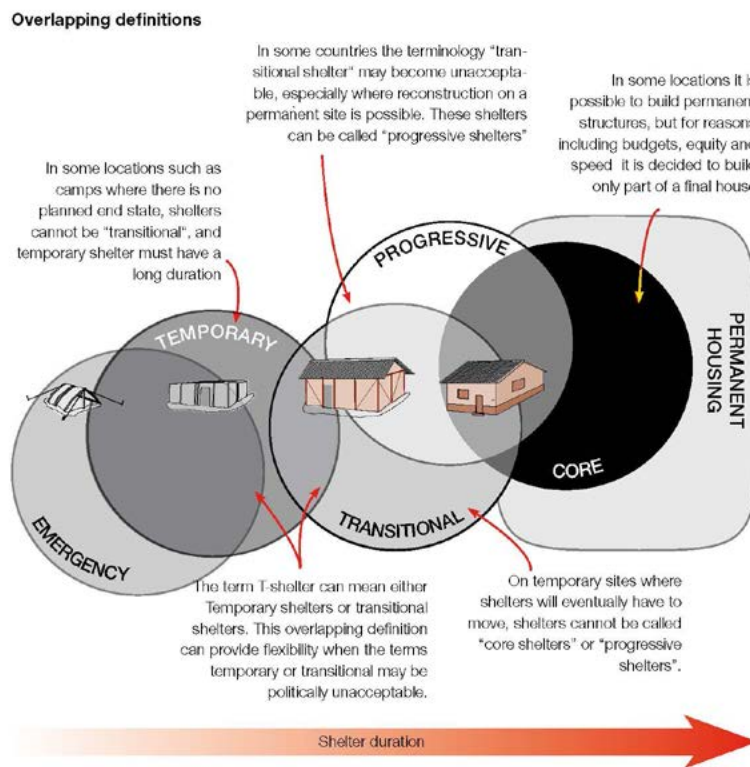 Overlapping definitions
In some countries the terminology "tran-
sitional shelter" may become unaccepta-
ble, especially where reconstruction on a
permanent site is possible. These shelters
can be called "progressive shelters"
In some locations it is
possible to build permanent
structures, but for reasons
including budgets, equity and
speed it is decided to build
only part of a final house
In some locations such as
camps where there is no
planned end state, shelters
cannot be "transitional", and
temporary shelter must have a
long duration
PROGRESSIVE
TEMPORARY
PERMANENT
HOUSING
CORE
TRANSITIONAL
EMERGENCY
The term T-shelter can mean either
Temporary shelters or transitional
shelters. This overlapping definition
can provide flexibility when the terms
temporary or transitional may be
politically unacceptable.
On temporary sites where
shelters will eventually have to
move, shelters cannot be called
"core shelters" or "progressive
shelters".
Shelter duration